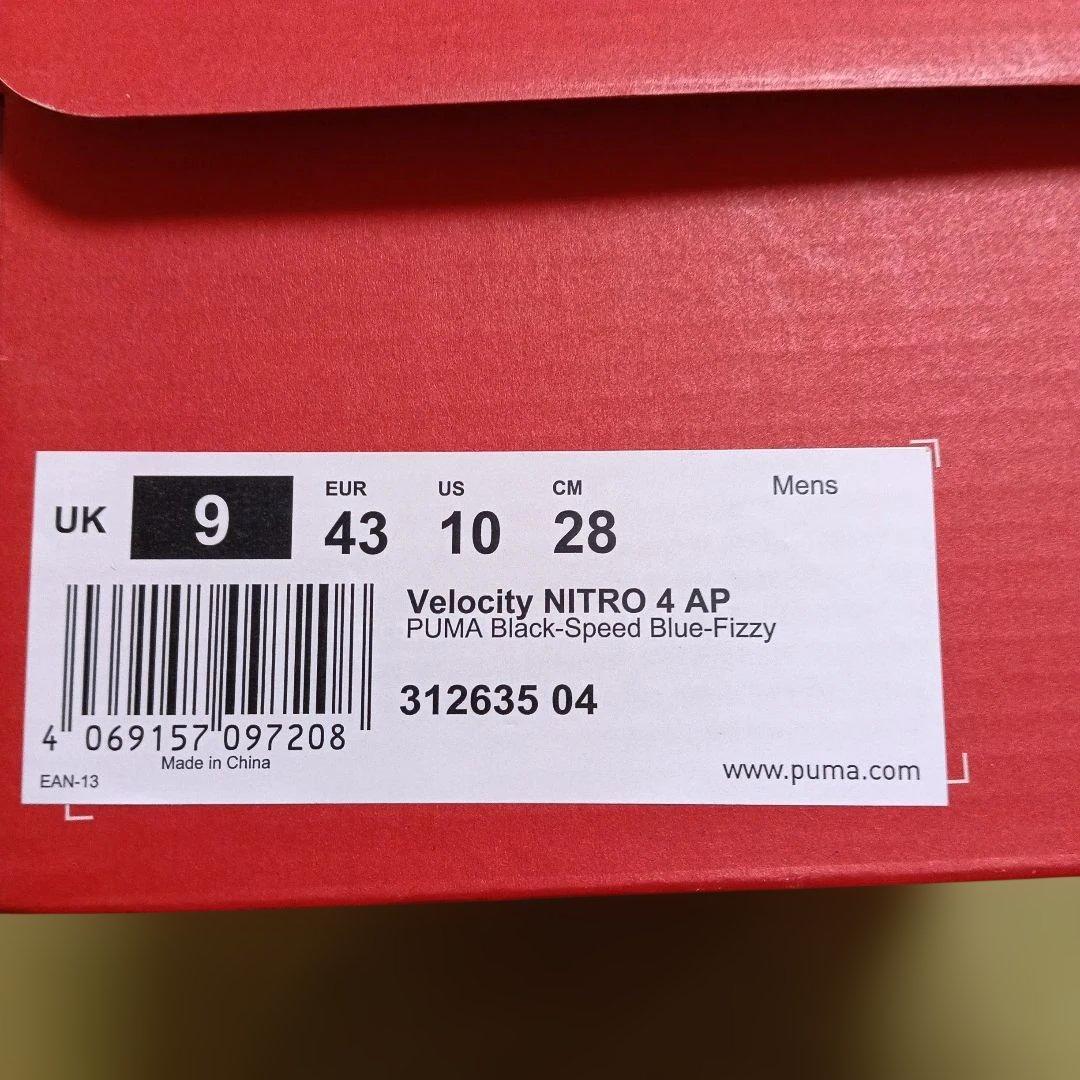 UK 9 EUR 43 US 10 CM 28 Mens
Velocity NITRO 4 AP
PUMA Black-Speed Blue-Fizzy
312635 04
4 069157 097208
Made in China
EAN-13
www.puma.com